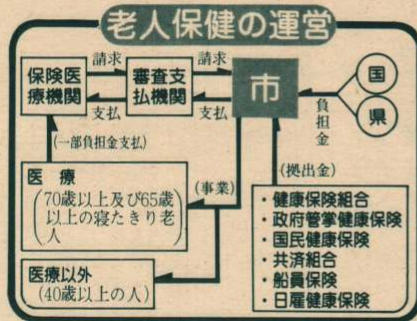 老人保健の運営
保険医
療機関
請求
支払
審査支
払機関
請求
支払
市
負担金
国
県
(一部負担金支払)
医療
(70歳以上及び65歳
以上の寝たきり老
人)
(事業)
医療以外
(40歳以上の人)
(拠出金)
・健康保険組合
・政府管掌健康保険
・国民健康保険
・共済組合
・船員保険
・日雇健康保険